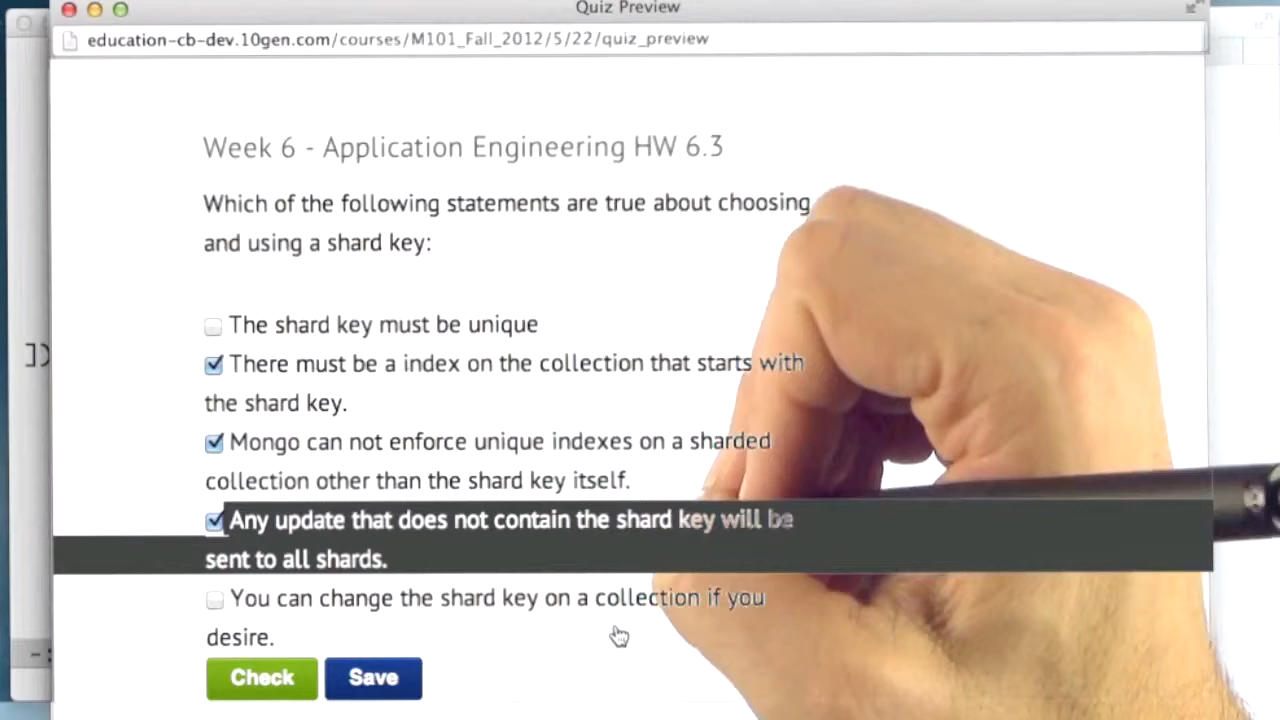 Quiz Preview
education-cb-dev.10gen.com/courses/M101_Fall_2012/5/22/quiz_preview
Week 6 - Application Engineering HW 6.3
Which of the following statements are true about choosing
and using a shard key:
The shard key must be unique
There must be a index on the collection that starts with
the shard key.
Mongo can not enforce unique indexes on a sharded
collection other than the shard key itself.
Any update that does not contain the shard key will be
sent to all shards.
You can change the shard key on a collection if you
desire.
Check Save